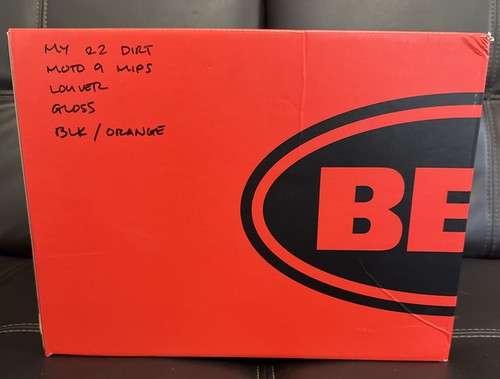 MY 22 DIRT
MOTO 9 MIPS
LOUVER
GLOSS
BLK / ORANGE
BE